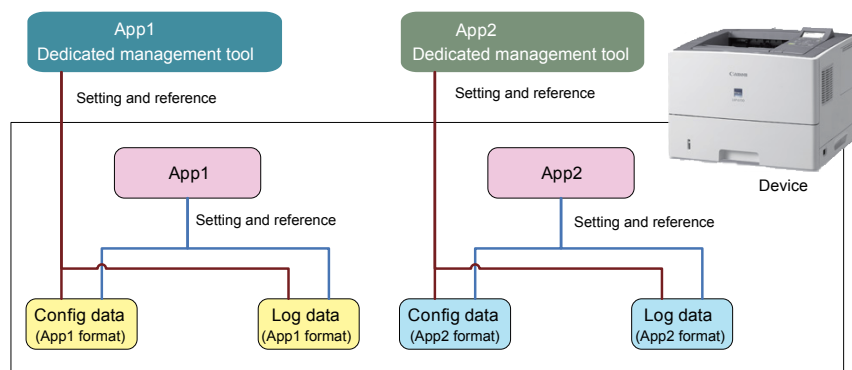 App1
Dedicated management tool
App2
Dedicated management tool
Canon
Setting and reference
Setting and reference
App1
App2
Device
Setting and reference
Setting and reference
Config data
(App1 format)
Log data
(App1 format)
Config data
(App2 format)
Log data
(App2 format)